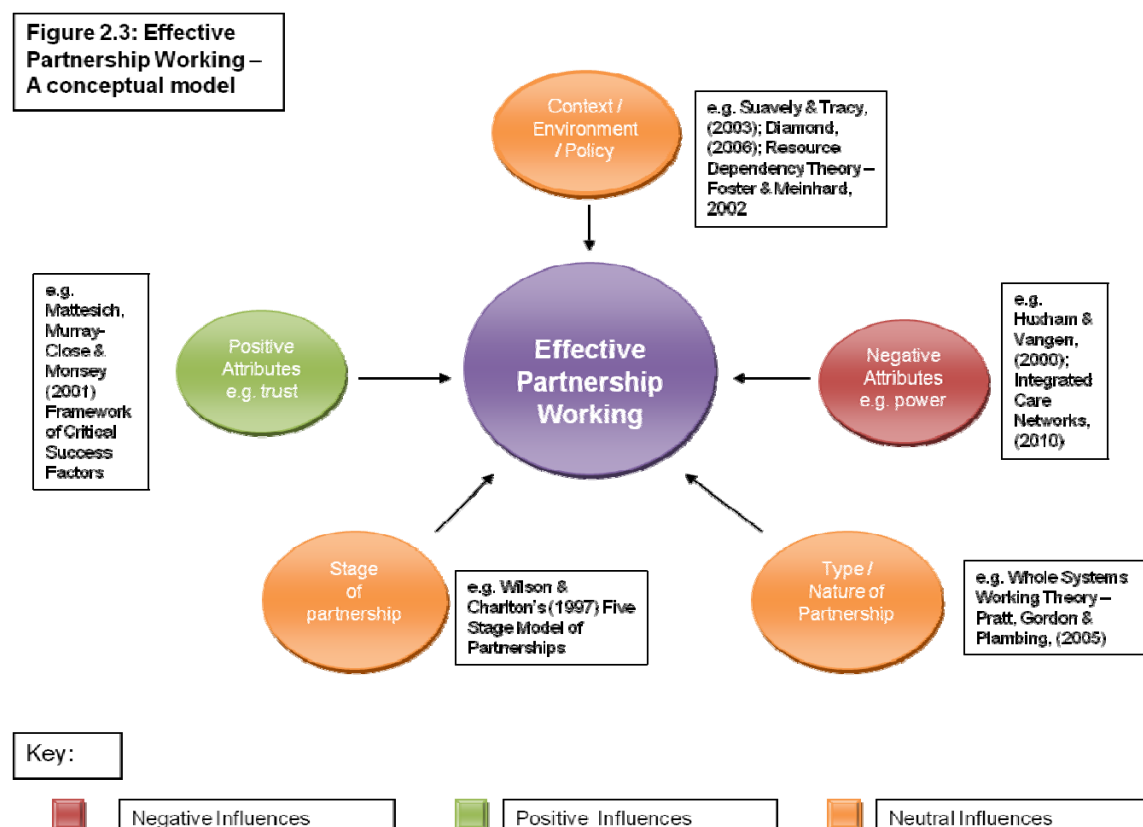 Figure 2.3: Effective
Partnership Working –
A conceptual model
Context /
Environment
/ Policy
e.g. Suavely & Tracy,
(2003); Diamond,
(2006); Resource
Dependency Theory –
Foster & Meinhard,
2002
e.g.
Mattesich,
Murray-
Close &
Monsey
(2001)
Framework
of Critical
Success
Factors
Positive
Attributes
e.g. trust
Effective
Partnership
Working
Negative
Attributes
e.g. power
e.g.
Huxham &
Vangen,
(2000);
Integrated
Care
Networks,
(2010)
Stage
of
partnership
e.g. Wilson &
Charlton's (1997) Five
Stage Model of
Partnerships
Type /
Nature of
Partnership
e.g. Whole Systems
Working Theory –
Pratt, Gordon &
Plambing, (2005)
Key:
Negative Influences
Positive Influences
Neutral Influences